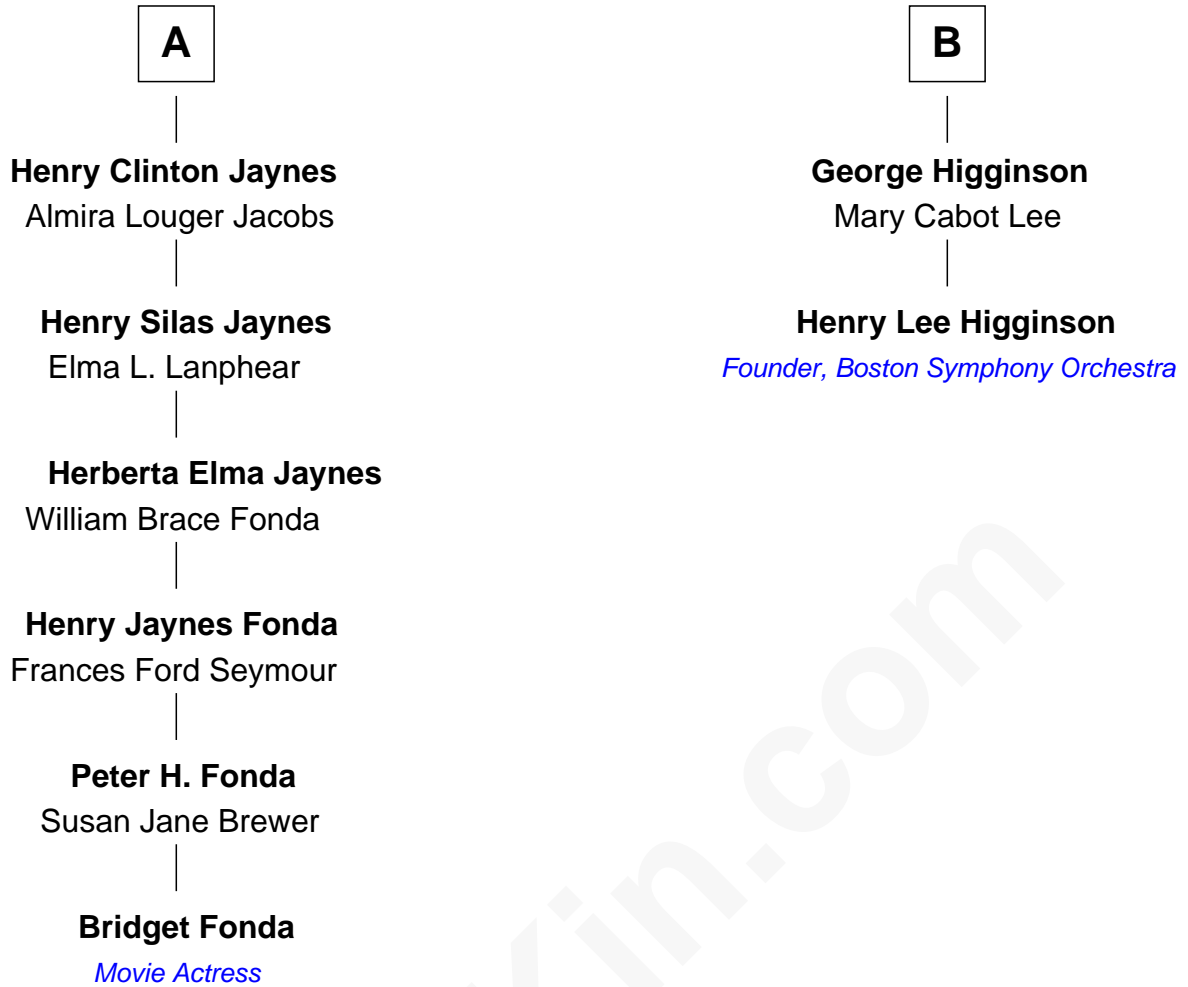 A
Henry Clinton Jaynes
Almira Louger Jacobs
Henry Silas Jaynes
Elma L. Lanphear
Herberta Elma Jaynes
William Brace Fonda
Henry Jaynes Fonda
Frances Ford Seymour
Peter H. Fonda
Susan Jane Brewer
Bridget Fonda
Movie Actress
B
George Higginson
Mary Cabot Lee
Henry Lee Higginson
Founder, Boston Symphony Orchestra
Kin.com